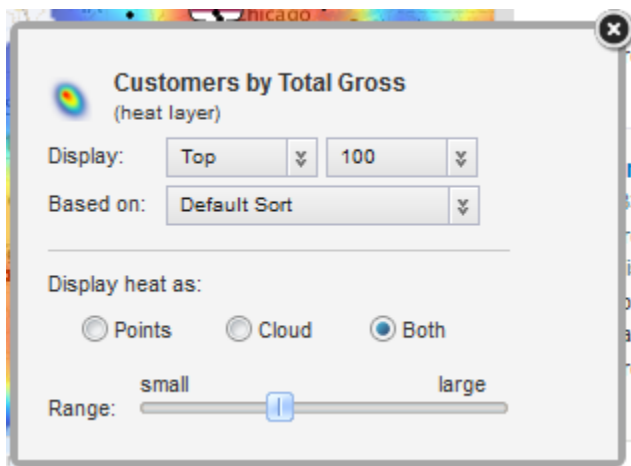 Chicago
Customers by Total Gross
(heat layer)
Display: Top 100
Based on: Default Sort
Display heat as:
Points Cloud Both
small large
Range: